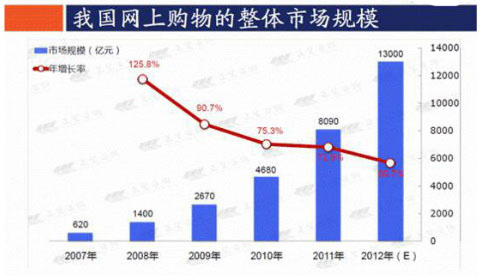 我国网上购物的整体市场规模
市场规模（亿元）
年增长率
14000
12000
10000
8000
6000
4000
2000
0
125.8%
90.7%
75.3%
620
1400
2670
4680
8090
13000
2007年
2008年
2009年
2010年
2011年
2012年（E）